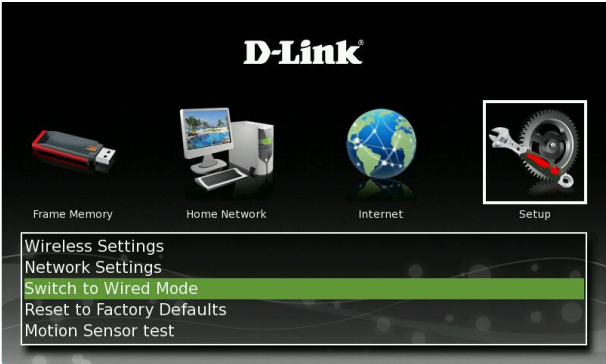 D-Link®
Frame Memory
Home Network
Internet
Setup
Wireless Settings
Network Settings
Switch to Wired Mode
Reset to Factory Defaults
Motion Sensor test